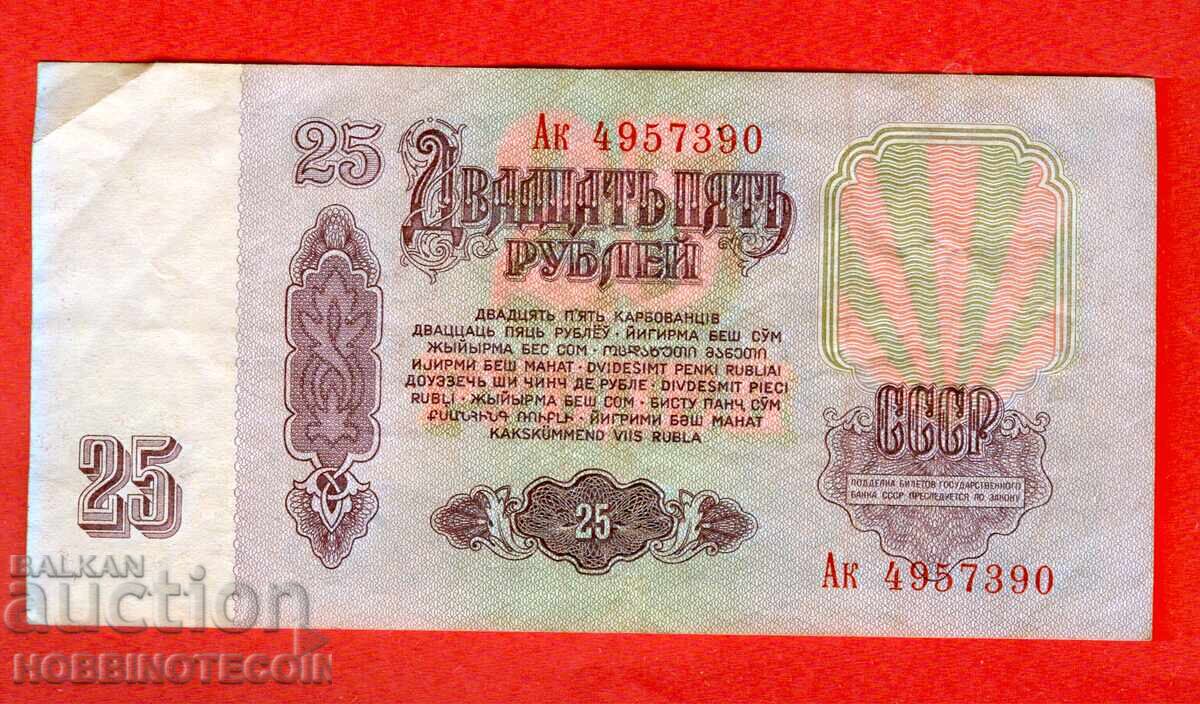 25
Ак 4957390
Двадцать пять
рублей
ДВАДЦЯТЬ П'ЯТЬ КАРБОВАНЦІВ
ДВАЦЦАЦЬ ПЯЦЬ РУБЛЁЎ · ЙИГИРМА БЕШ СЎМ
ЖЫЙЫРМА БЕС СОМ · ოცდახუთი მანეთი
ИЈИРМИ БЕШ МАНАТ · DVIDEŠIMT PENKI RUBLIAI
ДОУЭЗЕЧЬ ШИ ЧИНЧ ДЕ РУБЛЕ · DIVDESMIT PIECI
RUBĻI · ЖЫЙЫРМА БЕШ СОМ · БИСТУ ПАНҶ СЎМ
ՔՍԱՆՀԻՆԳ ՌՈՒԲԼԻ · ЙИГРИМИ БӘШ МАНАТ
KAKSKÜMMEND VIIS RUBLA
25
25
СССР
ПОДДЕЛКА БИЛЕТОВ ГОСУДАРСТВЕННОГО
БАНКА СССР ПРЕСЛЕДУЕТСЯ ПО ЗАКОНУ
Ак 4957390
BALKAN
auction
HOBBINOTECOIN